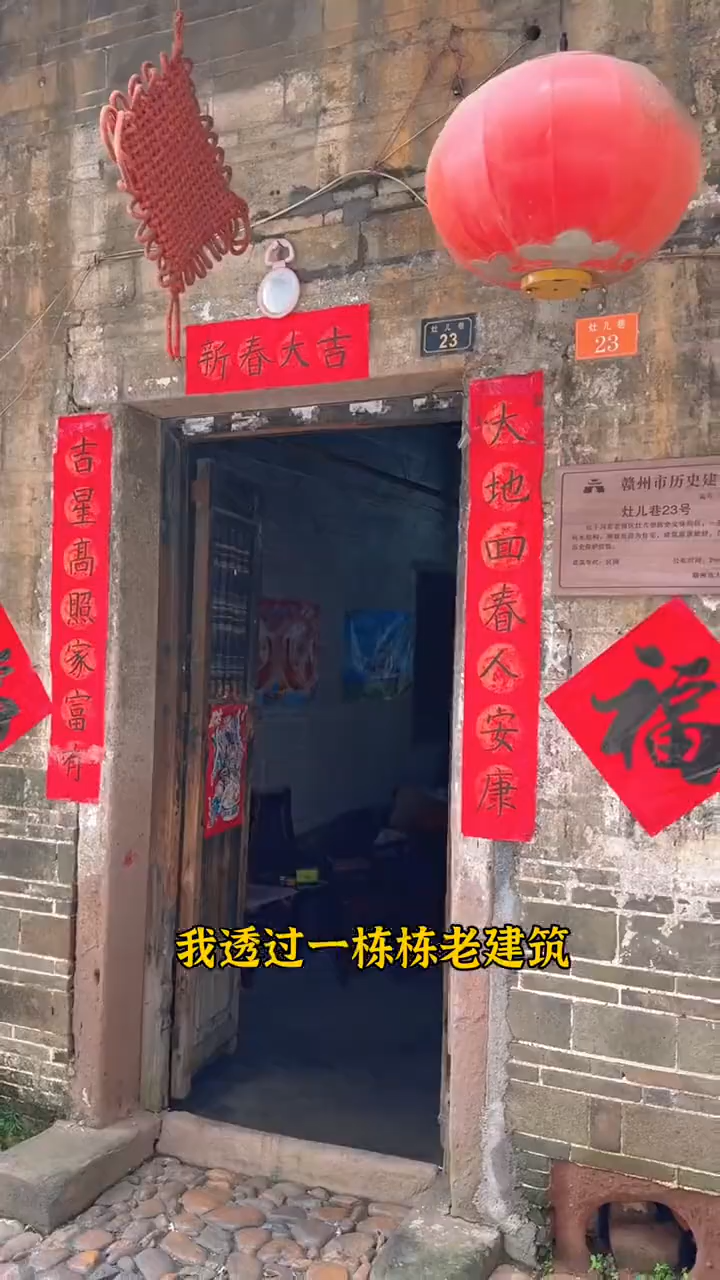 新春大吉
灶儿巷
23
灶儿巷
23
大地回春人安康
吉星高照家富有
赣州市历史建
灶儿巷23号
福
我透过一栋栋老建筑